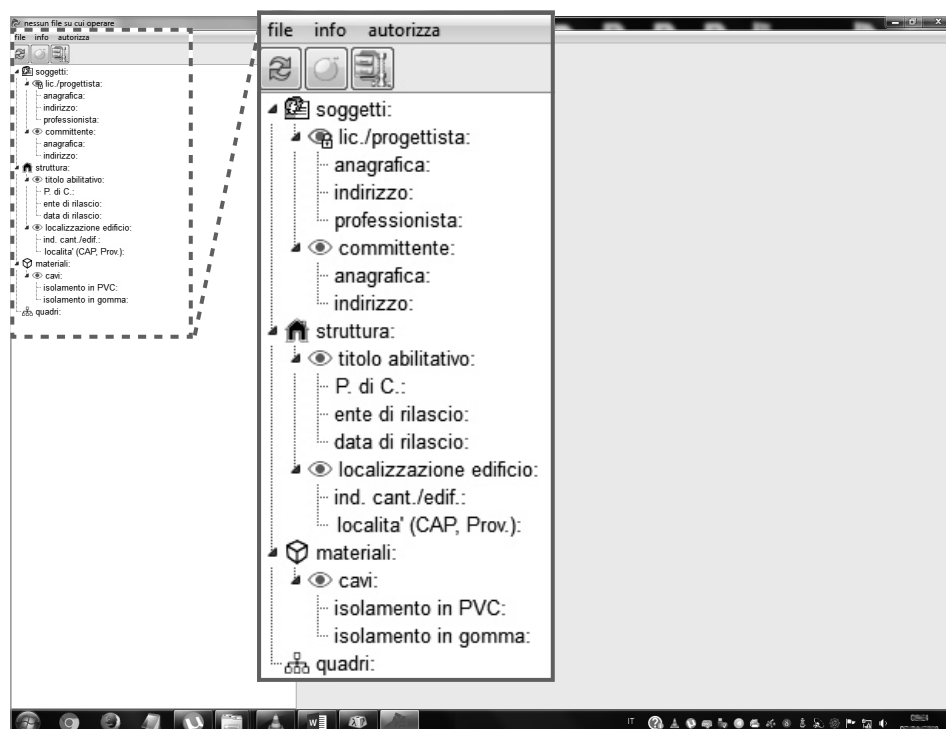 nessun file su cui operare
file info autorizza
soggetti:
lic./progettista:
anagrafica:
indirizzo:
professionista:
committente:
anagrafica:
indirizzo:
struttura:
titolo abilitativo:
P. di C.:
ente di rilascio:
data di rilascio:
localizzazione edificio:
ind. cant./edif.:
localita' (CAP, Prov.):
materiali:
cavi:
isolamento in PVC:
isolamento in gomma:
quadri:
file info autorizza
soggetti:
lic./progettista:
anagrafica:
indirizzo:
professionista:
committente:
anagrafica:
indirizzo:
struttura:
titolo abilitativo:
P. di C.:
ente di rilascio:
data di rilascio:
localizzazione edificio:
ind. cant./edif.:
localita' (CAP, Prov.):
materiali:
cavi:
isolamento in PVC:
isolamento in gomma:
quadri:
IT